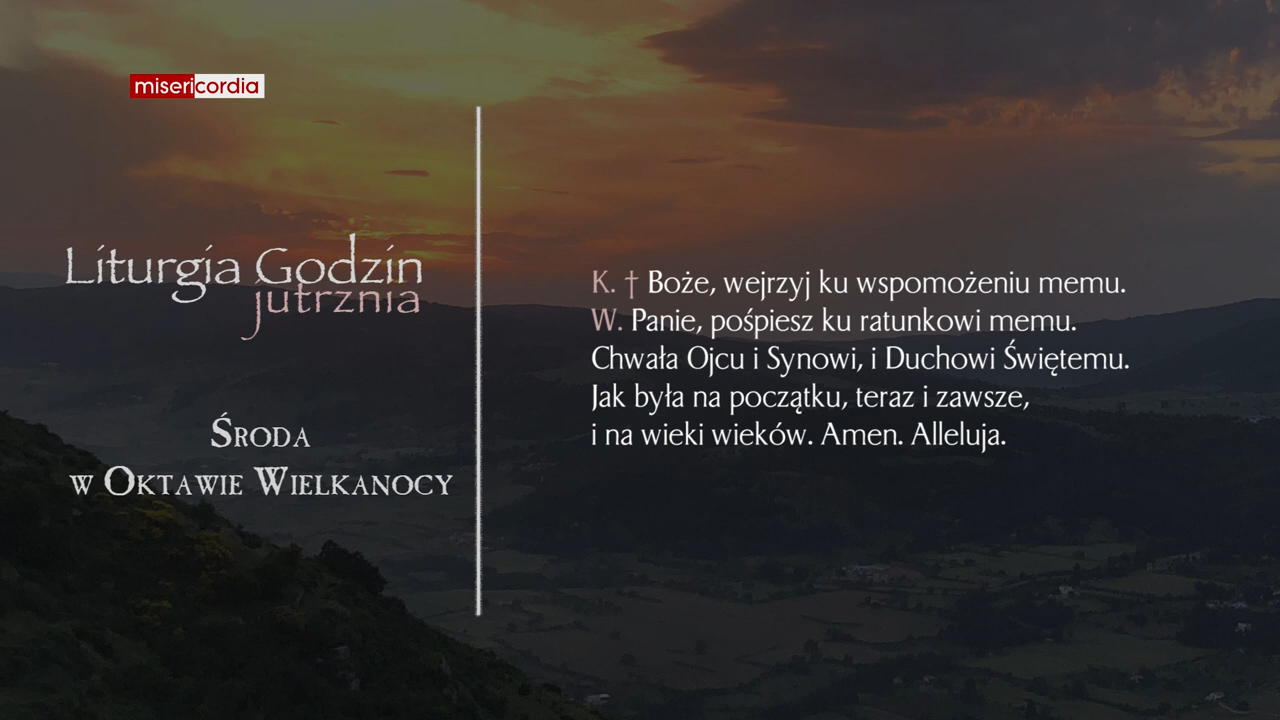 misericordia
Liturgia Godzin
jutrznia
Środa
w Oktawie Wielkanocy
K. † Boże, wejrzyj ku wspomożeniu memu.
W. Panie, pośpiesz ku ratunkowi memu.
Chwała Ojcu i Synowi, i Duchowi Świętemu.
Jak była na początku, teraz i zawsze,
i na wieki wieków. Amen. Alleluja.